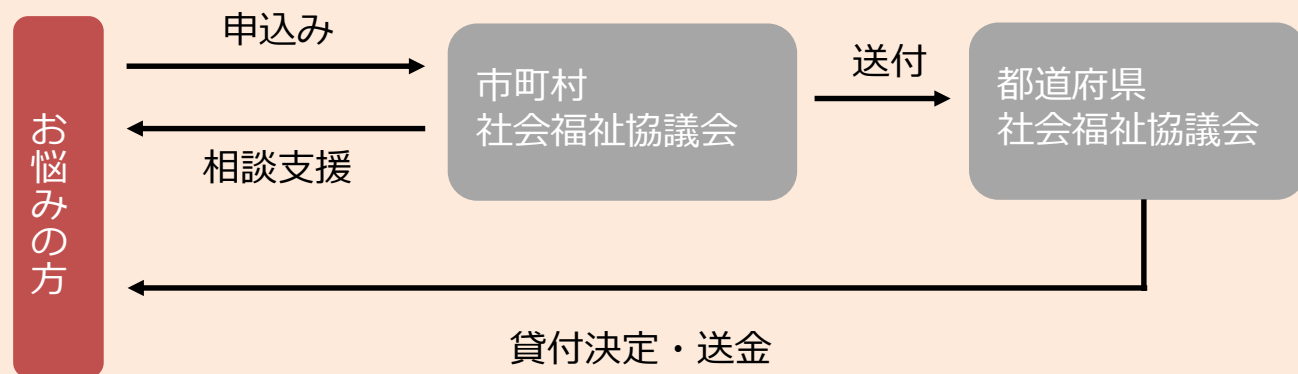 お悩みの方
申込み
相談支援
市町村
社会福祉協議会
送付
都道府県
社会福祉協議会
貸付決定・送金